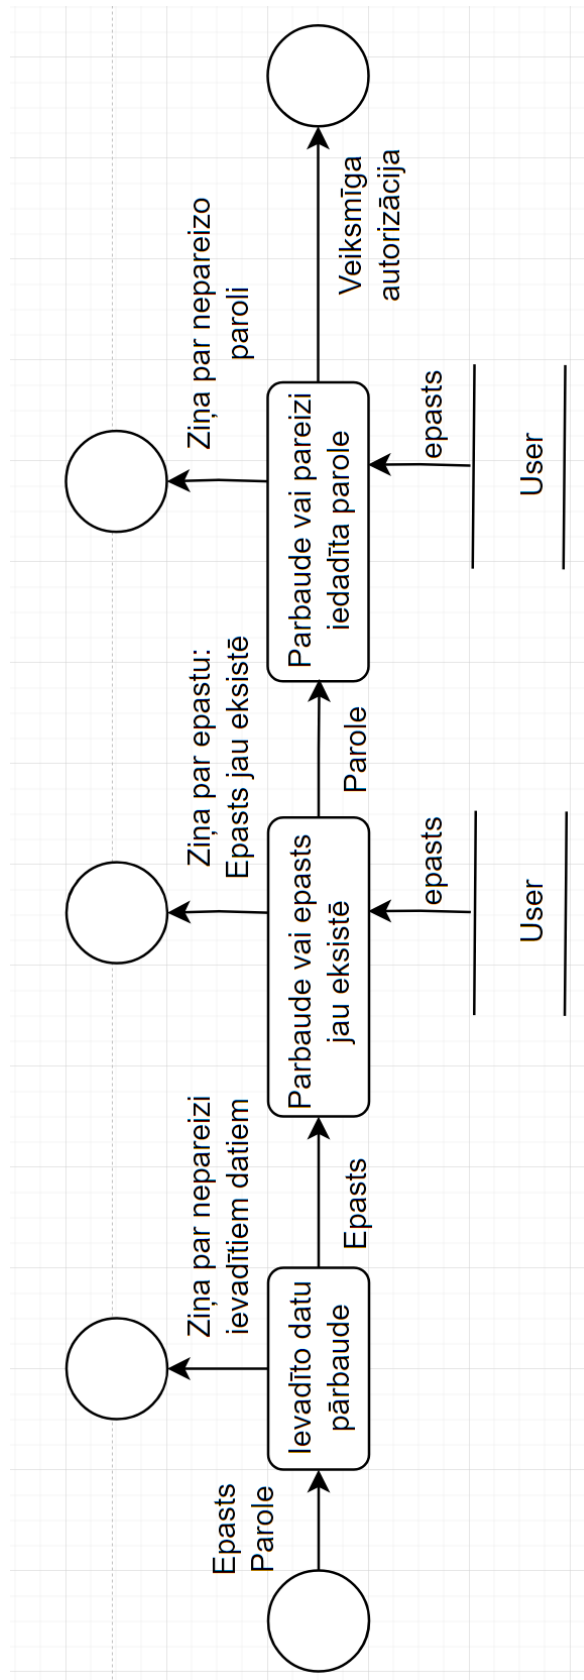 Epasts
Parole
Ievadīto datu
pārbaude
Ziņa par nepareizi
ievadītiem datiem
Epasts
Parbaude vai epasts
jau eksistē
Ziņa par epastu:
Epasts jau eksistē
epasts
User
Parole
Parbaude vai pareizi
iedadīta parole
Ziņa par nepareizo
paroli
epasts
User
Veiksmīga
autorizācija